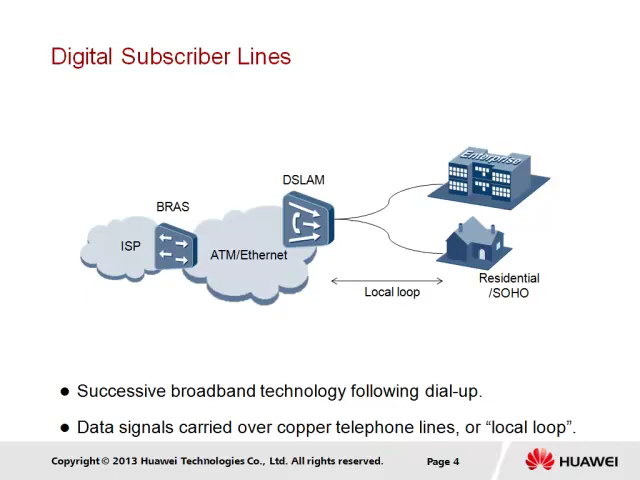 Digital Subscriber Lines
Enterprise
DSLAM
BRAS
ISP
ATM/Ethernet
Residential
/SOHO
Local loop
● Successive broadband technology following dial-up.
● Data signals carried over copper telephone lines, or “local loop”.
Copyright © 2013 Huawei Technologies Co., Ltd. All rights reserved.
Page 4
HUAWEI